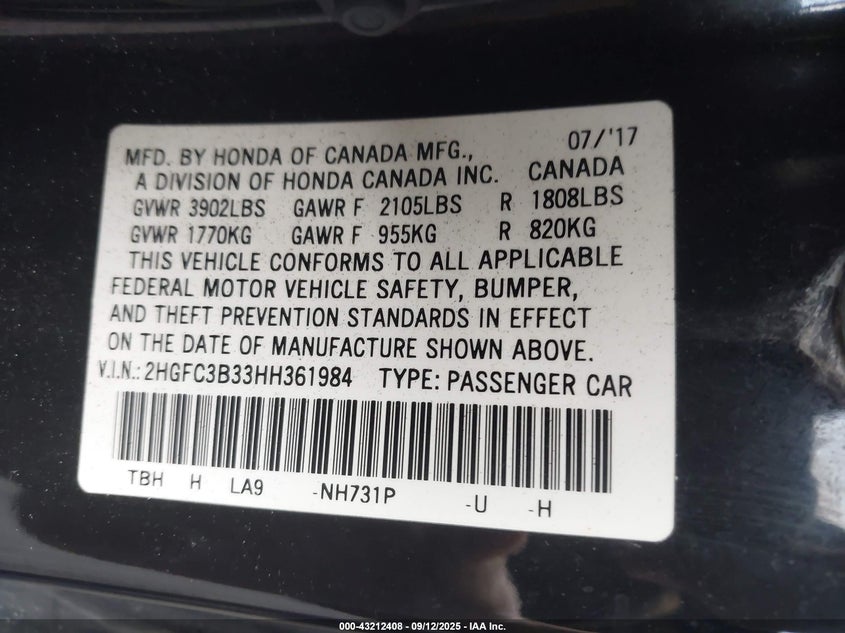 07/'17
MFD. BY HONDA OF CANADA MFG.,
A DIVISION OF HONDA CANADA INC. CANADA
GVWR 3902LBS GAWR F 2105LBS R 1808LBS
GVWR 1770KG GAWR F 955KG R 820KG
THIS VEHICLE CONFORMS TO ALL APPLICABLE
FEDERAL MOTOR VEHICLE SAFETY, BUMPER,
AND THEFT PREVENTION STANDARDS IN EFFECT
ON THE DATE OF MANUFACTURE SHOWN ABOVE.
V.I.N.: 2HGFC3B33HH361984 TYPE: PASSENGER CAR
TBH H LA9 -NH731P -U -H
000-43212408 - 09/12/2025 - IAA Inc.